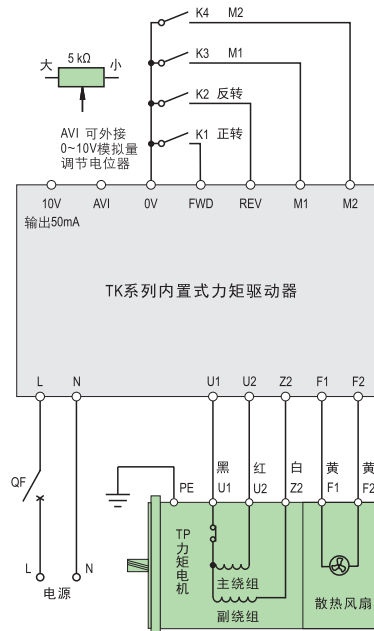 K4 M2
K3 M1
K2 反转
K1 正转
5 kΩ
大 小
AVI 可外接
0~10V模拟量
调节电位器
10V AVI 0V FWD REV M1 M2
输出50mA
TK系列内置式力矩驱动器
L N U1 U2 Z2 F1 F2
黑 红 白 黄 黄
PE U1 U2 Z2 F1 F2
QF
L N
电源
TP
力矩电机
主绕组
副绕组
散热风扇